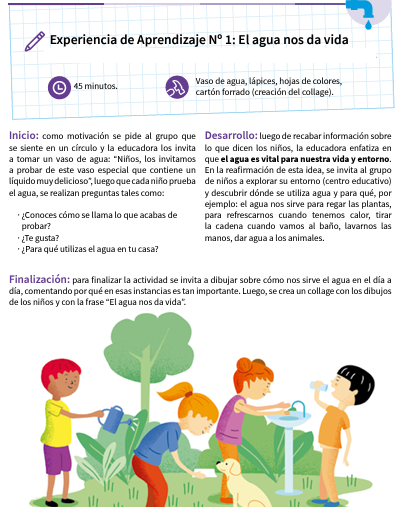 Experiencia de Aprendizaje Nº 1: El agua nos da vida
45 minutos.
Vaso de agua, lápices, hojas de colores,
cartón forrado (creación del collage).
Inicio: como motivación se pide al grupo que
se siente en un círculo y la educadora los invita
a tomar un vaso de agua: “Niños, los invitamos
a probar de este vaso especial que contiene un
líquido muy delicioso”, luego que cada niño prueba
el agua, se realizan preguntas tales como:
· ¿Conoces cómo se llama lo que acabas de
probar?
· ¿Te gusta?
· ¿Para qué utilizas el agua en tu casa?
Desarrollo: luego de recabar información sobre
lo que dicen los niños, la educadora enfatiza en
que el agua es vital para nuestra vida y entorno.
En la reafirmación de esta idea, se invita al grupo
de niños a explorar su entorno (centro educativo)
y descubrir dónde se utiliza agua y para qué, por
ejemplo: el agua nos sirve para regar las plantas,
para refrescarnos cuando tenemos calor, tirar
la cadena cuando vamos al baño, lavarnos las
manos, dar agua a los animales.
Finalización: para finalizar la actividad se invita a dibujar sobre cómo nos sirve el agua en el día a
día, comentando por qué en esas instancias es tan importante. Luego, se crea un collage con los dibujos
de los niños y con la frase “El agua nos da vida”.